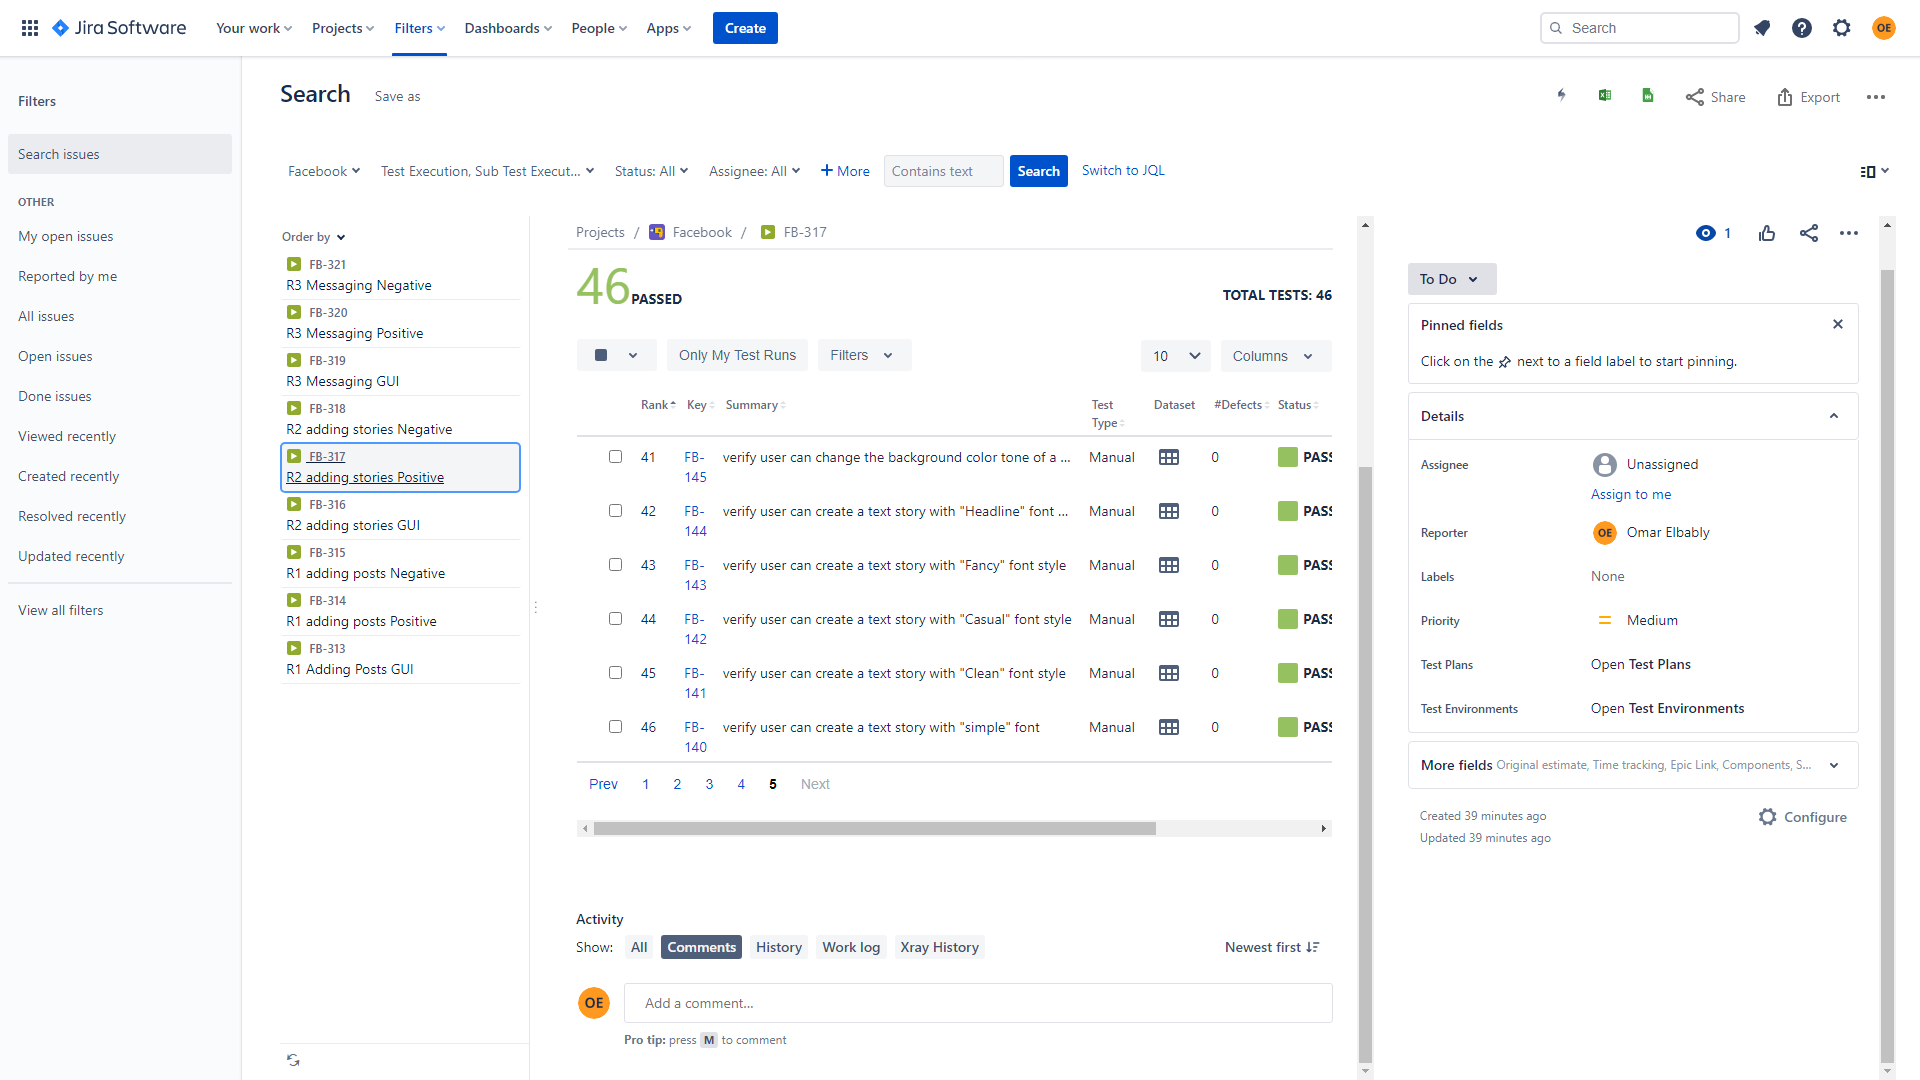 Jira Software
Your work
Projects
Filters
Dashboards
People
Apps
Create
Search
OE
Filters
Search issues
OTHER
My open issues
Reported by me
All issues
Open issues
Done issues
Viewed recently
Created recently
Resolved recently
Updated recently
View all filters
Search
Save as
Share
Export
Facebook
Test Execution, Sub Test Execut...
Status: All
Assignee: All
More
Contains text
Search
Switch to JQL
Order by
FB-321
R3 Messaging Negative
FB-320
R3 Messaging Positive
FB-319
R3 Messaging GUI
FB-318
R2 adding stories Negative
FB-317
R2 adding stories Positive
FB-316
R2 adding stories GUI
FB-315
R1 adding posts Negative
FB-314
R1 adding posts Positive
FB-313
R1 Adding Posts GUI
Projects / Facebook / FB-317
46 PASSED
TOTAL TESTS: 46
Only My Test Runs
Filters
10
Columns
Rank Key Summary Test Type Dataset #Defects Status
41 FB-145 verify user can change the background color tone of a ... Manual 0 PASS
42 FB-144 verify user can create a text story with "Headline" font ... Manual 0 PASS
43 FB-143 verify user can create a text story with "Fancy" font style Manual 0 PASS
44 FB-142 verify user can create a text story with "Casual" font style Manual 0 PASS
45 FB-141 verify user can create a text story with "Clean" font style Manual 0 PASS
46 FB-140 verify user can create a text story with "simple" font Manual 0 PASS
Prev 1 2 3 4 5 Next
Activity
Show: All Comments History Work log Xray History
Newest first
OE
Add a comment...
Pro tip: press M to comment
1
To Do
Pinned fields
Click on the next to a field label to start pinning.
Details
Assignee
Unassigned
Assign to me
Reporter
OE
Omar Elbably
Labels
None
Priority
Medium
Test Plans
Open Test Plans
Test Environments
Open Test Environments
More fields Original estimate, Time tracking, Epic Link, Components, S...
Created 39 minutes ago
Configure
Updated 39 minutes ago